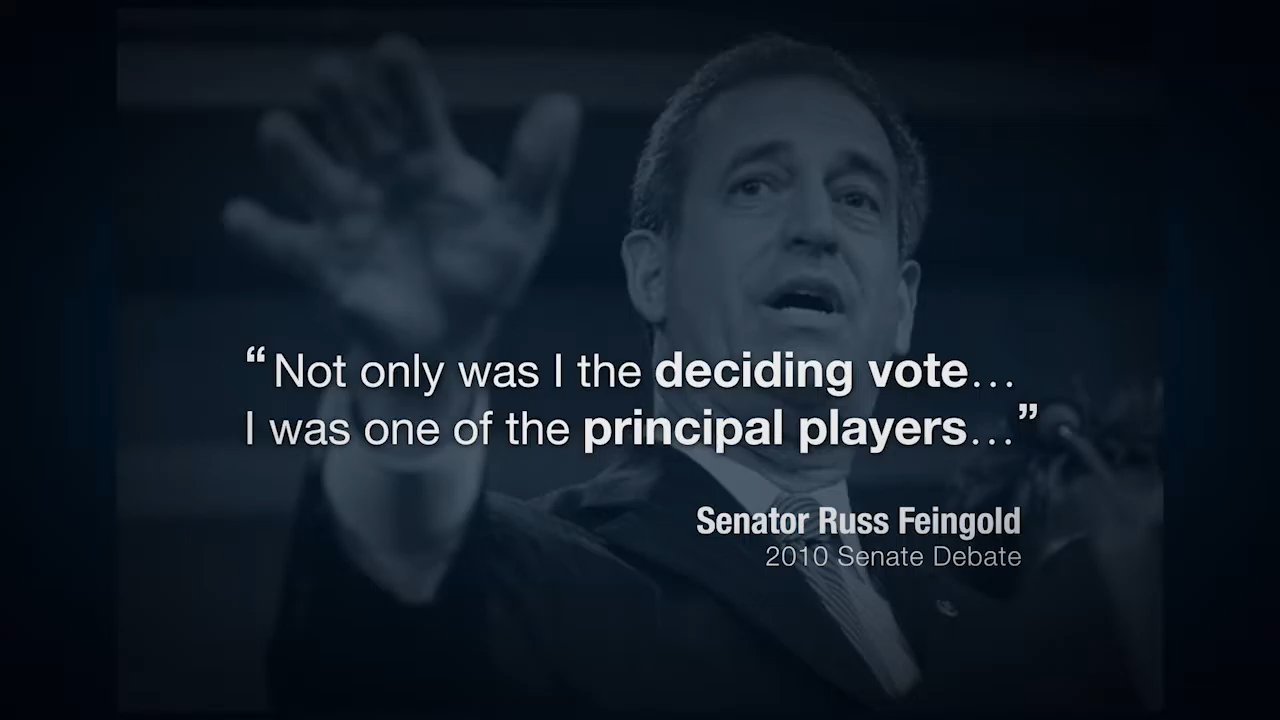 “Not only was I the deciding vote…
I was one of the principal players…”
Senator Russ Feingold
2010 Senate Debate